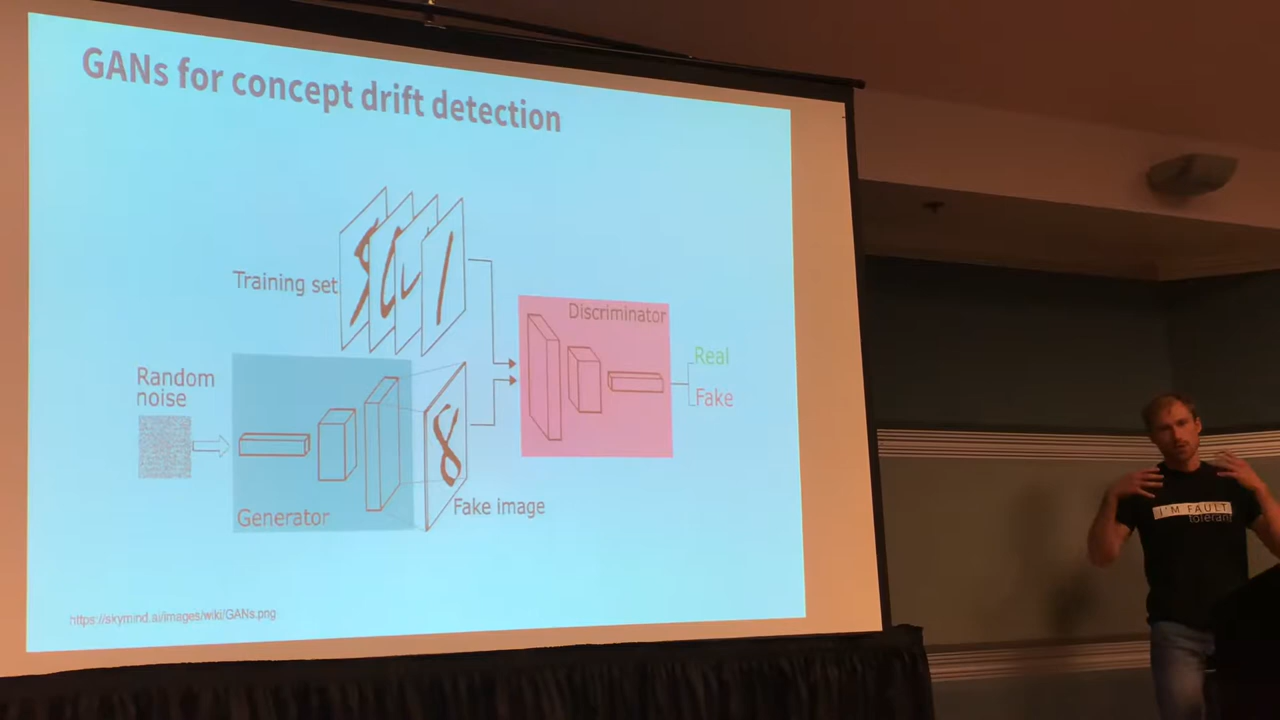 GANs for concept drift detection
Training set
Discriminator
Real
Fake
Random
noise
8
Generator
Fake image
https://skymind.ai/images/wiki/GANs.png
I'M FAULT
tolerant